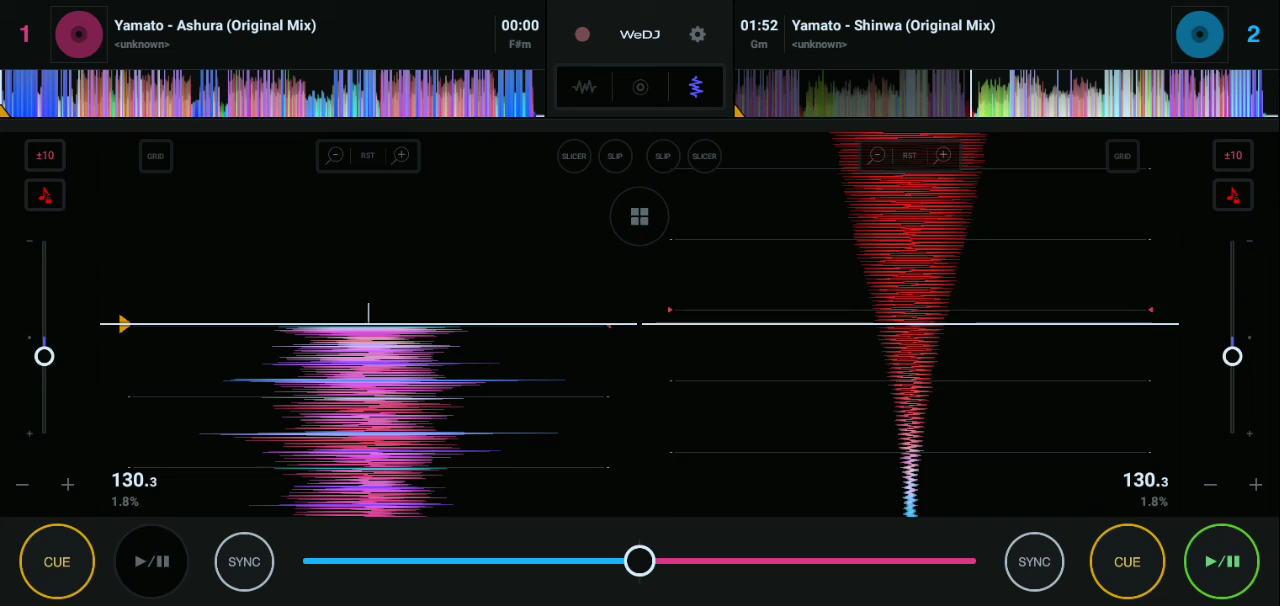 1
Yamato - Ashura (Original Mix)
<unknown>
00:00
F#m
WeDJ
01:52
Gm
Yamato - Shinwa (Original Mix)
<unknown>
2
±10
GRID
RST
SLICER
SLIP
SLIP
SLICER
RST
GRID
±10
130.3
1.8%
130.3
1.8%
CUE
SYNC
SYNC
CUE